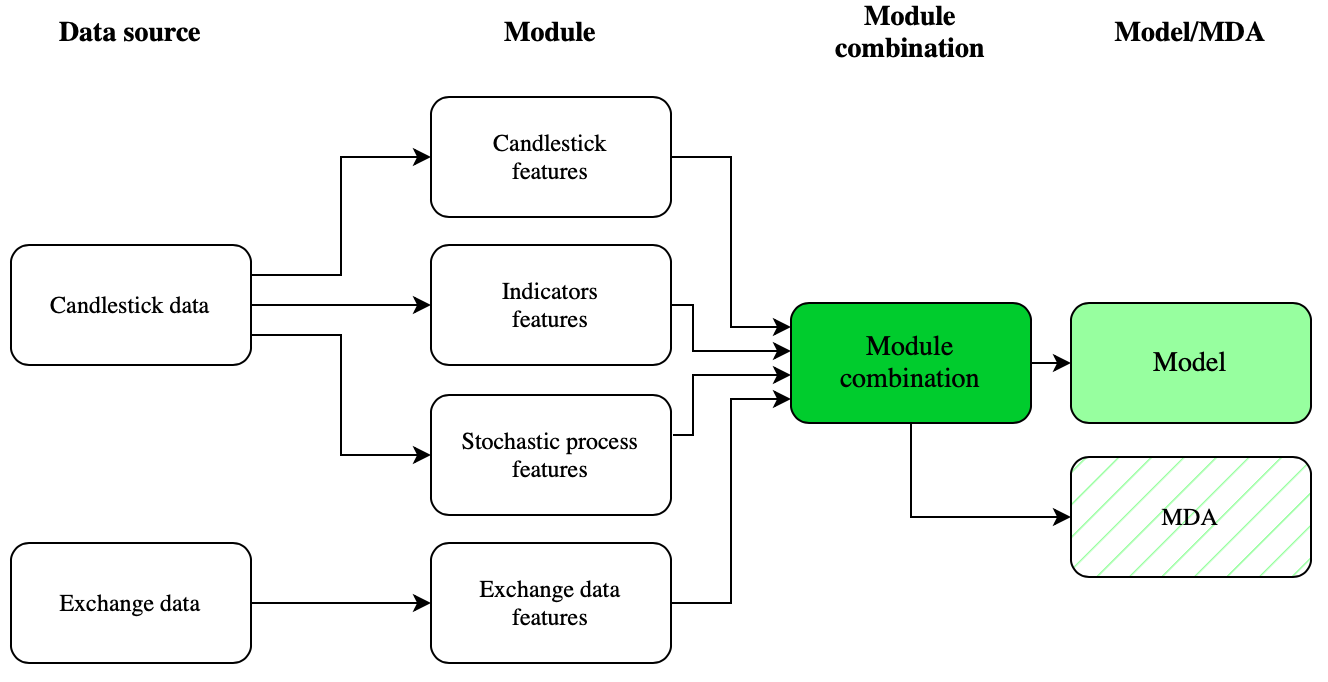 Data source
Module
Module
combination
Model/MDA
Candlestick
features
Candlestick data
Indicators
features
Module
combination
Model
Stochastic process
features
MDA
Exchange data
Exchange data
features